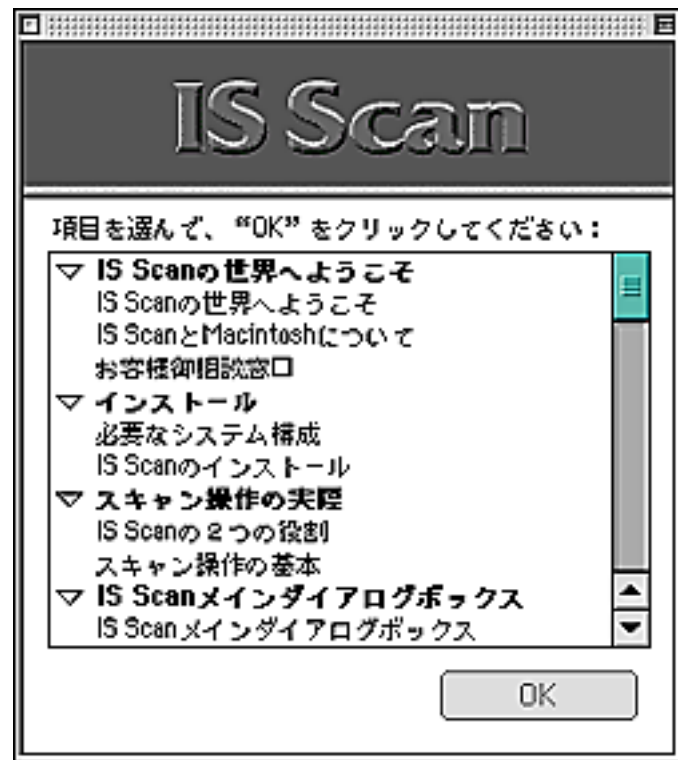 IS Scan
項目を選んで、“OK” をクリックしてください：
▽ IS Scanの世界へようこそ
IS Scanの世界へようこそ
IS ScanとMacintoshについて
お客様御相談窓口
▽ インストール
必要なシステム構成
IS Scanのインストール
▽ スキャン操作の実際
IS Scanの２つの役割
スキャン操作の基本
▽ IS Scanメインダイアログボックス
IS Scanメインダイアログボックス
OK